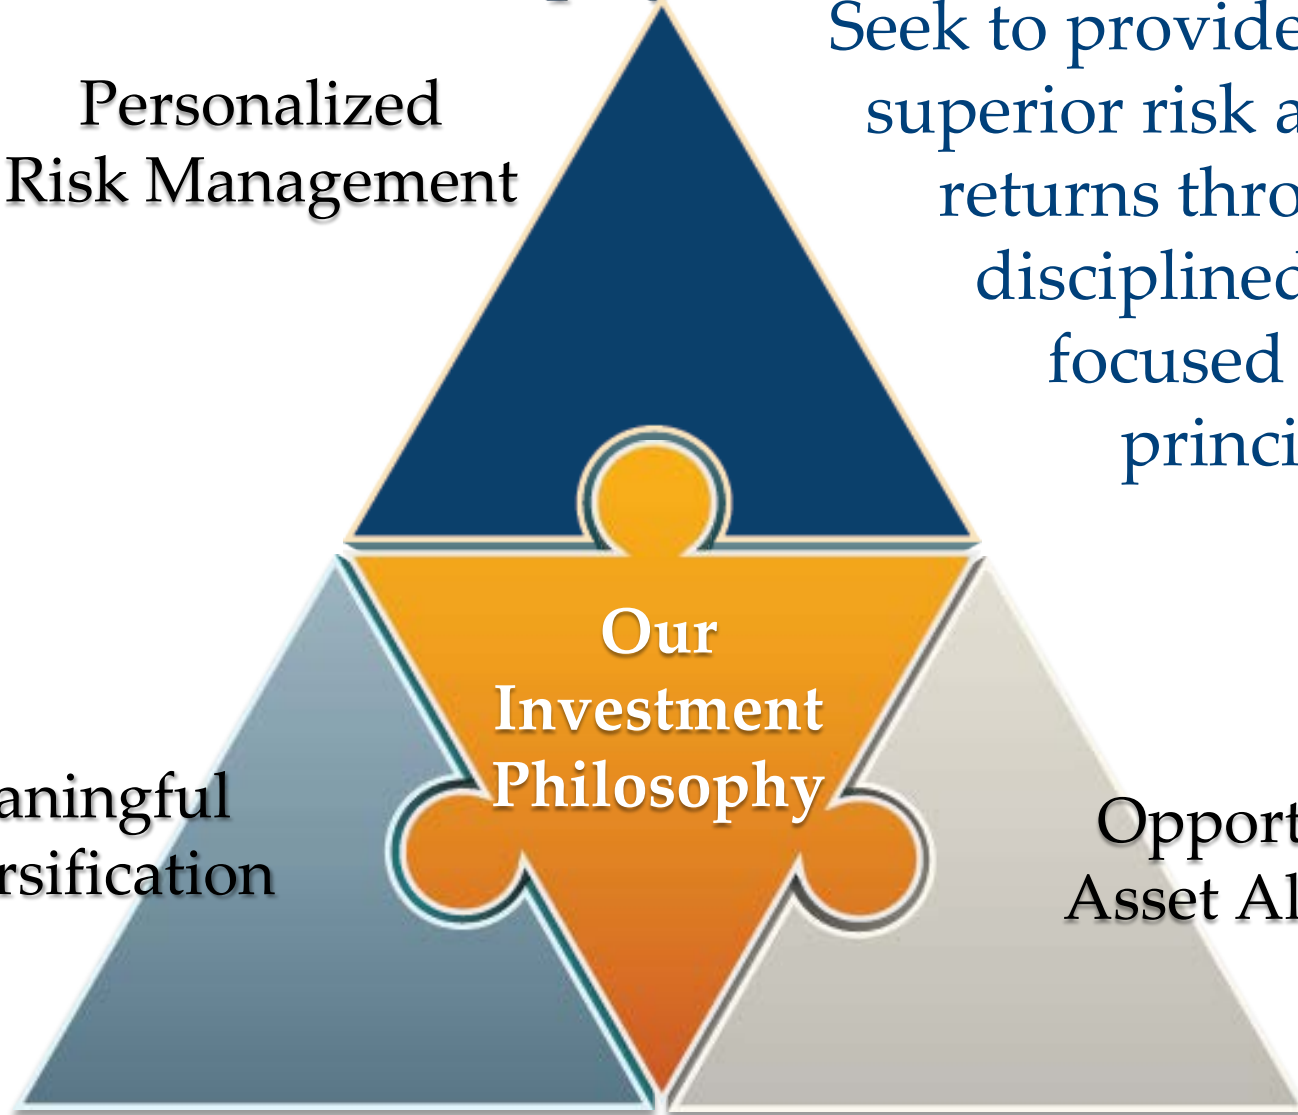 Seek to provide
superior risk a
returns thro
disciplined
focused
princi
Personalized
Risk Management
Our
Investment
Philosophy
aningful
rsification
Opport
Asset Al